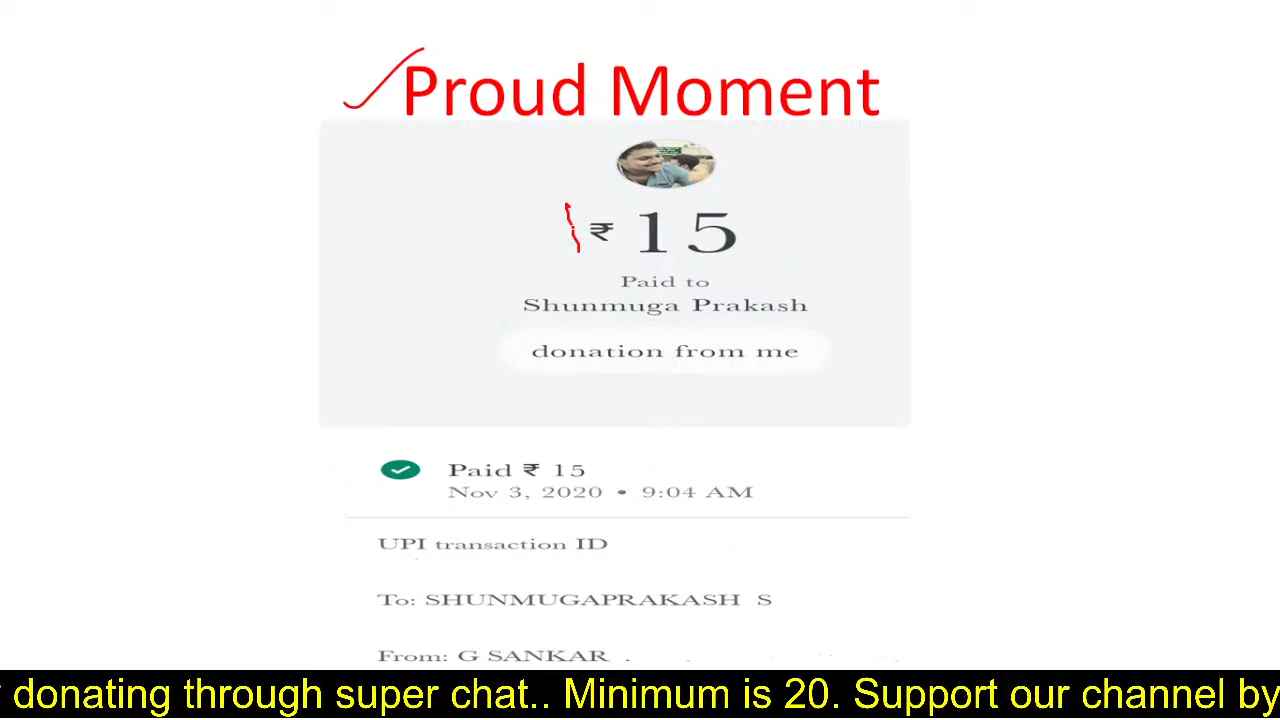 Proud Moment
₹ 15
Paid to
Shunmuga Prakash
donation from me
Paid ₹ 15
Nov 3, 2020 • 9:04 AM
UPI transaction ID
To: SHUNMUGAPRAKASH S
From: G SANKAR
donating through super chat.. Minimum is 20. Support our channel by